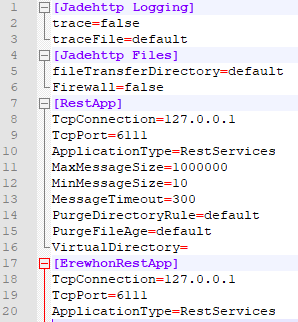 1 [Jadehttp Logging]
2 trace=false
3 traceFile=default
4 [Jadehttp Files]
5 fileTransferDirectory=default
6 Firewall=false
7 [RestApp]
8 TcpConnection=127.0.0.1
9 TcpPort=6111
10 ApplicationType=RestServices
11 MaxMessageSize=1000000
12 MinMessageSize=10
13 MessageTimeout=300
14 PurgeDirectoryRule=default
15 PurgeFileAge=default
16 VirtualDirectory=
17 [ErewhonRestApp]
18 TcpConnection=127.0.0.1
19 TcpPort=6111
20 ApplicationType=RestServices